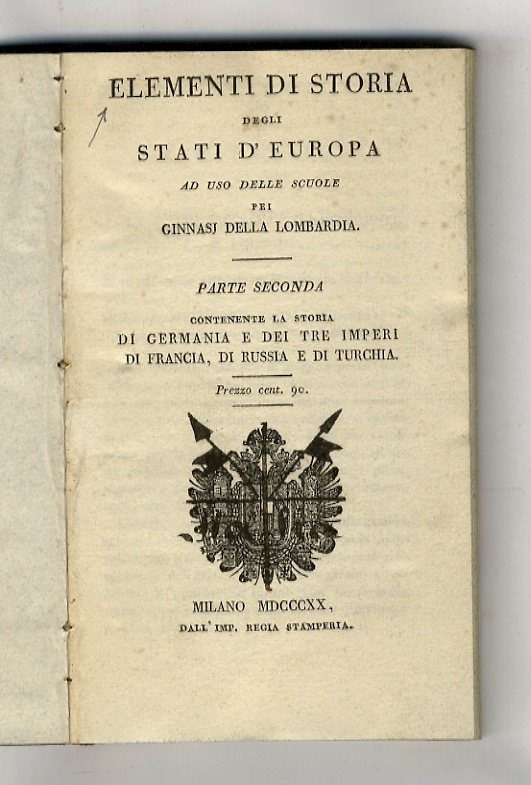 ELEMENTI DI STORIA
DEGLI
STATI D' EUROPA
AD USO DELLE SCUOLE
PEI
GINNASJ DELLA LOMBARDIA.
PARTE SECONDA
CONTENENTE LA STORIA
DI GERMANIA E DEI TRE IMPERI
DI FRANCIA, DI RUSSIA E DI TURCHIA.
Prezzo cent. 90.
MILANO MDCCCXX,
DALL' IMP. REGIA STAMPERIA.